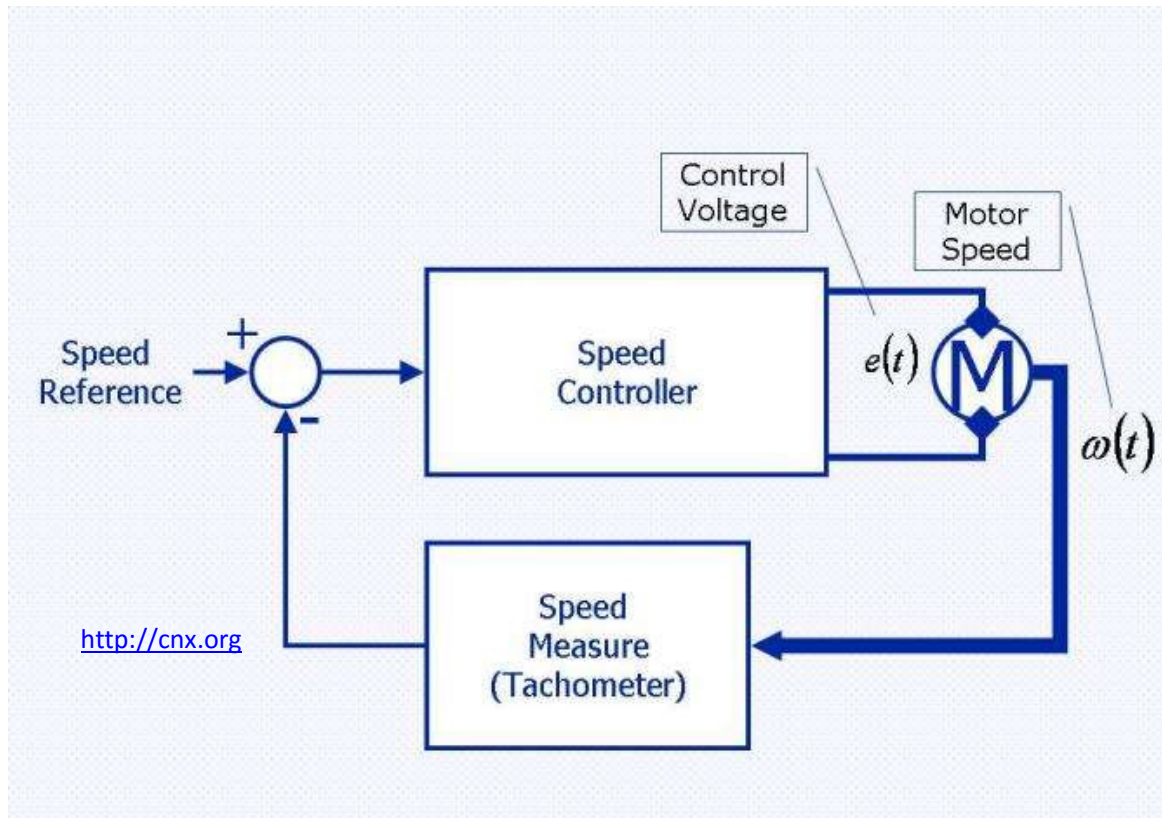 Control
Voltage
Motor
Speed
+
Speed
Reference
Speed
Controller
e(t)
M
ω(t)
-
Speed
Measure
(Tachometer)
http://cnx.org